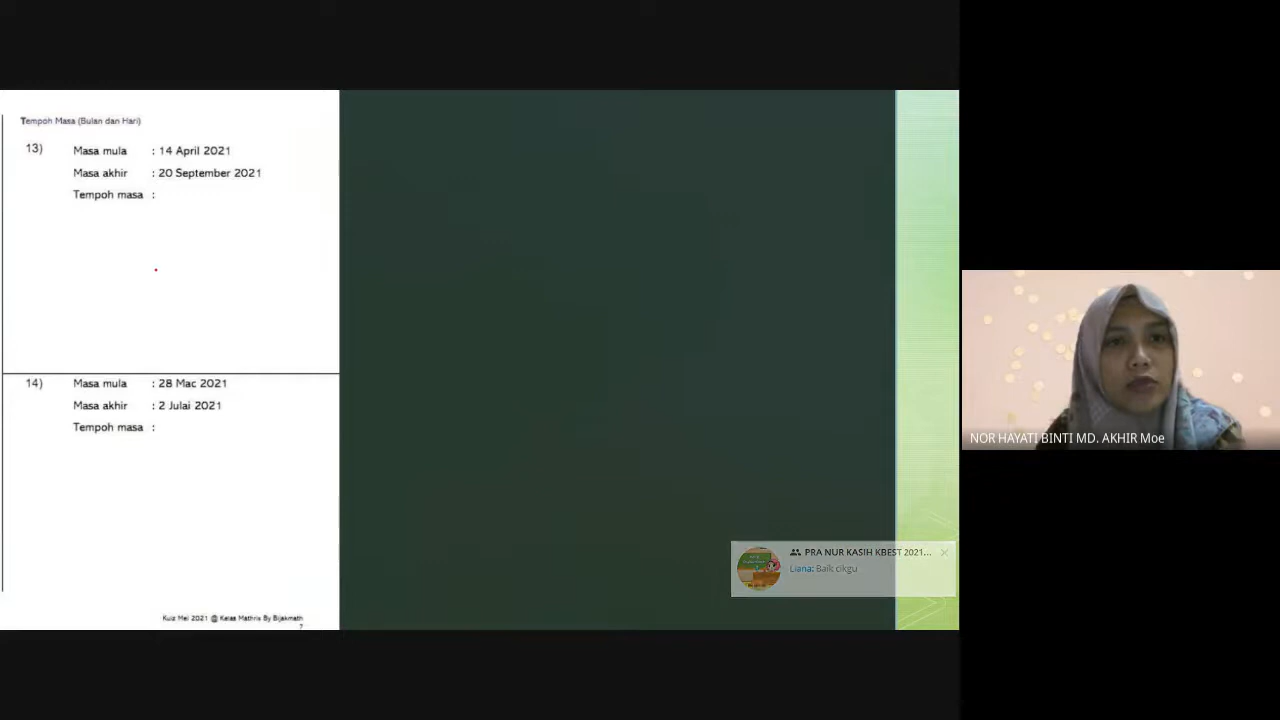 Tempoh Masa (Bulan dan Hari)
13)
Masa mula : 14 April 2021
Masa akhir : 20 September 2021
Tempoh masa :
14)
Masa mula : 28 Mac 2021
Masa akhir : 2 Julai 2021
Tempoh masa :
Kuiz Mei 2021 @ Kelas Mathris By Bijakmath
7
PRA NUR KASIH KBEST 2021...
Liana: Baik cikgu
NOR HAYATI BINTI MD. AKHIR Moe